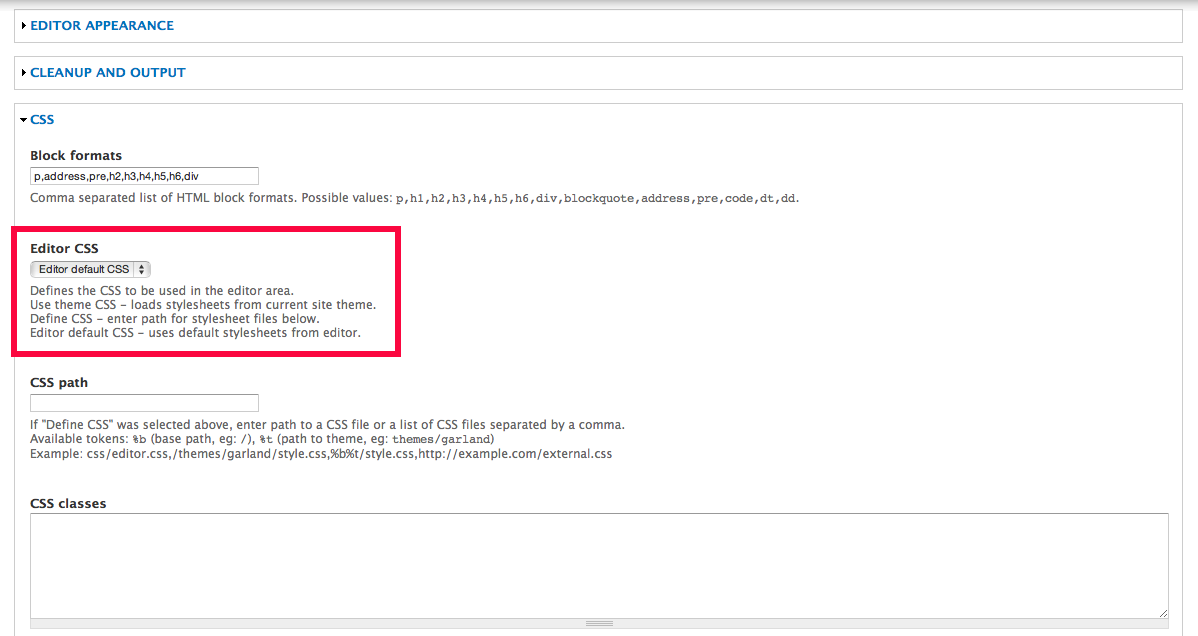 EDITOR APPEARANCE
CLEANUP AND OUTPUT
CSS
Block formats
p,address,pre,h2,h3,h4,h5,h6,div
Comma separated list of HTML block formats. Possible values: p,h1,h2,h3,h4,h5,h6,div,blockquote,address,pre,code,dt,dd.
Editor CSS
Editor default CSS
Defines the CSS to be used in the editor area.
Use theme CSS – loads stylesheets from current site theme.
Define CSS – enter path for stylesheet files below.
Editor default CSS – uses default stylesheets from editor.
CSS path
If "Define CSS" was selected above, enter path to a CSS file or a list of CSS files separated by a comma.
Available tokens: %b (base path, eg: /), %t (path to theme, eg: themes/garland)
Example: css/editor.css,/themes/garland/style.css,%b%t/style.css,http://example.com/external.css
CSS classes